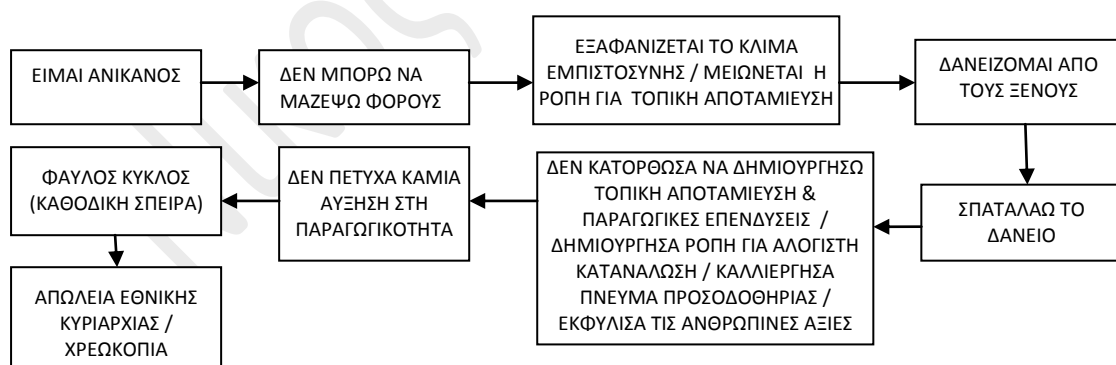 ΕΙΜΑΙ ΑΝΙΚΑΝΟΣ
ΔΕΝ ΜΠΟΡΩ ΝΑ
ΜΑΖΕΨΩ ΦΟΡΟΥΣ
ΕΞΑΦΑΝΙΖΕΤΑΙ ΤΟ ΚΛΙΜΑ
ΕΜΠΙΣΤΟΣΥΝΗΣ / ΜΕΙΩΝΕΤΑΙ Η
ΡΟΠΗ ΓΙΑ ΤΟΠΙΚΗ ΑΠΟΤΑΜΙΕΥΣΗ
ΔΑΝΕΙΖΟΜΑΙ ΑΠΟ
ΤΟΥΣ ΞΕΝΟΥΣ
ΣΠΑΤΑΛΑΩ ΤΟ
ΔΑΝΕΙΟ
ΔΕΝ ΚΑΤΟΡΘΩΣΑ ΝΑ ΔΗΜΙΟΥΡΓΗΣΩ
ΤΟΠΙΚΗ ΑΠΟΤΑΜΙΕΥΣΗ &
ΠΑΡΑΓΩΓΙΚΕΣ ΕΠΕΝΔΥΣΕΙΣ /
ΔΗΜΙΟΥΡΓΗΣΑ ΡΟΠΗ ΓΙΑ ΑΛΟΓΙΣΤΗ
ΚΑΤΑΝΑΛΩΣΗ / ΚΑΛΛΙΕΡΓΗΣΑ
ΠΝΕΥΜΑ ΠΡΟΣΟΔΟΘΗΡΙΑΣ /
ΕΚΦΥΛΙΣΑ ΤΙΣ ΑΝΘΡΩΠΙΝΕΣ ΑΞΙΕΣ
ΔΕΝ ΠΕΤΥΧΑ ΚΑΜΙΑ
ΑΥΞΗΣΗ ΣΤΗ
ΠΑΡΑΓΩΓΙΚΟΤΗΤΑ
ΦΑΥΛΟΣ ΚΥΚΛΟΣ
(ΚΑΘΟΔΙΚΗ ΣΠΕΙΡΑ)
ΑΠΩΛΕΙΑ ΕΘΝΙΚΗΣ
ΚΥΡΙΑΡΧΙΑΣ /
ΧΡΕΩΚΟΠΙΑ